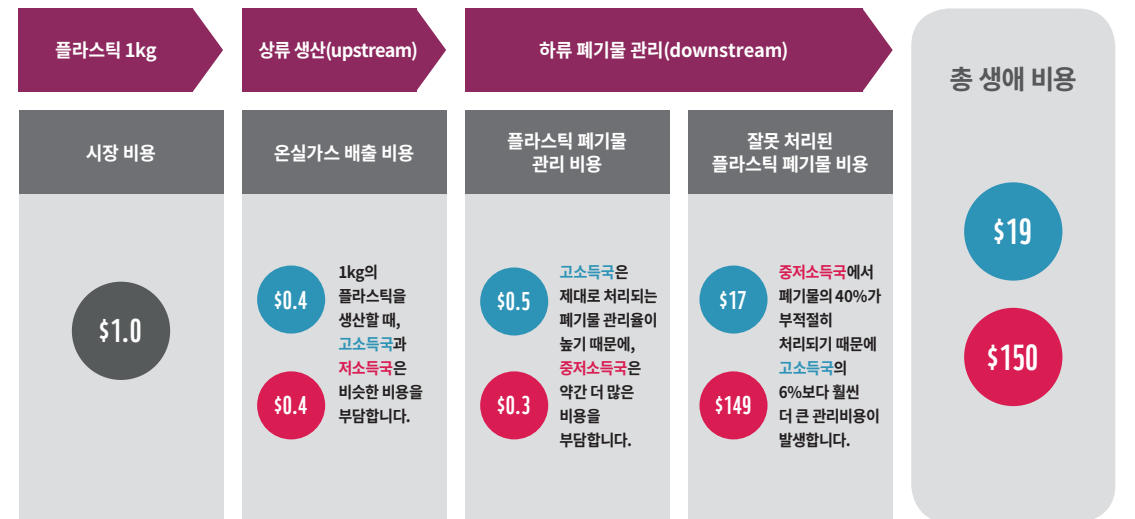 플라스틱 1kg
상류 생산(upstream)
하류 폐기물 관리(downstream)
총 생애 비용
시장 비용
온실가스 배출 비용
플라스틱 폐기물
관리 비용
잘못 처리된
플라스틱 폐기물 비용
$1.0
$0.4
$0.4
1kg의
플라스틱을
생산할 때,
고소득국과
저소득국은
비슷한 비용을
부담합니다.
$0.5
$0.3
고소득국은
제대로 처리되는
폐기물 관리율이
높기 때문에,
중저소득국은
약간 더 많은
비용을
부담합니다.
$17
$149
중저소득국에서
폐기물의 40%가
부적절히
처리되기 때문에
고소득국의
6%보다 훨씬
더 큰 관리비용이
발생합니다.
$19
$150